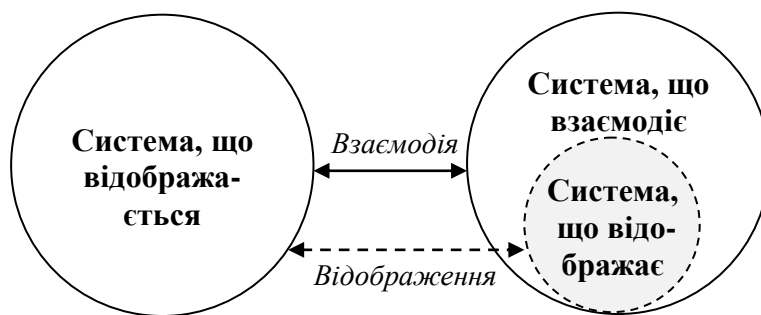 Система, що
відобража-
ється
Взаємодія
Відображення
Система, що
взаємодіє
Система,
що відо-
бражає